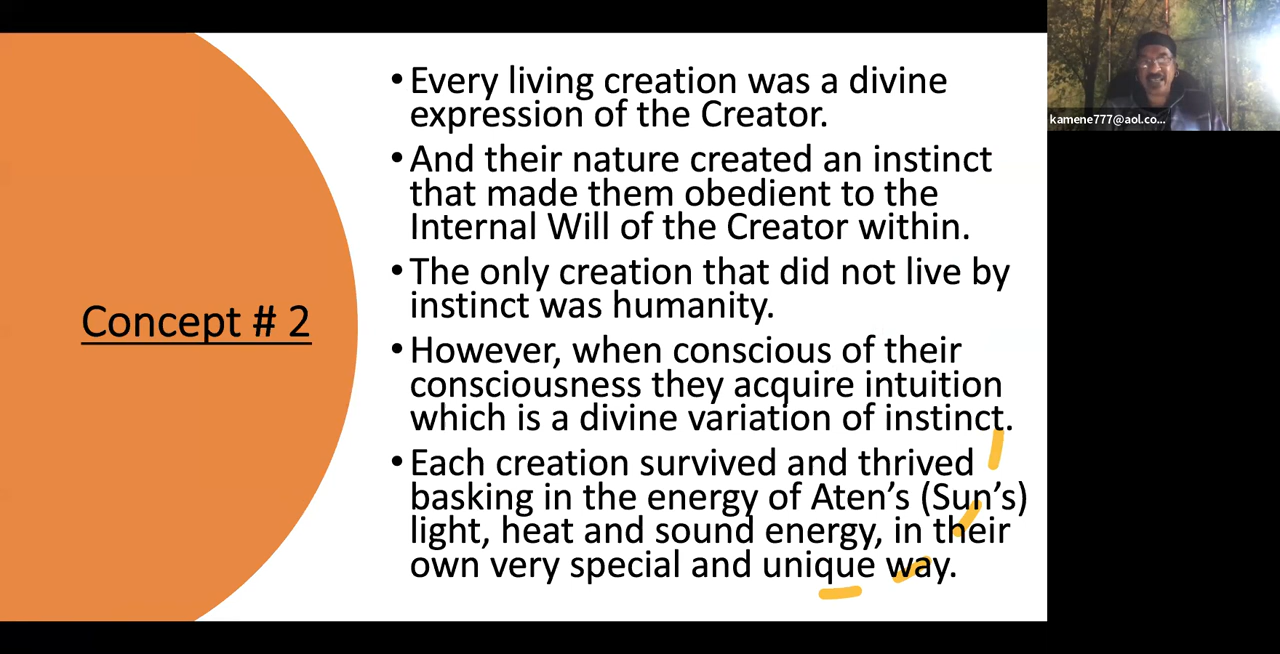 Concept # 2
•Every living creation was a divine
expression of the Creator.
•And their nature created an instinct
that made them obedient to the
Internal Will of the Creator within.
•The only creation that did not live by
instinct was humanity.
•However, when conscious of their
consciousness they acquire intuition
which is a divine variation of instinct.
•Each creation survived and thrived
basking in the energy of Aten’s (Sun’s)
light, heat and sound energy, in their
own very special and unique way.
kamene777@aol.co...